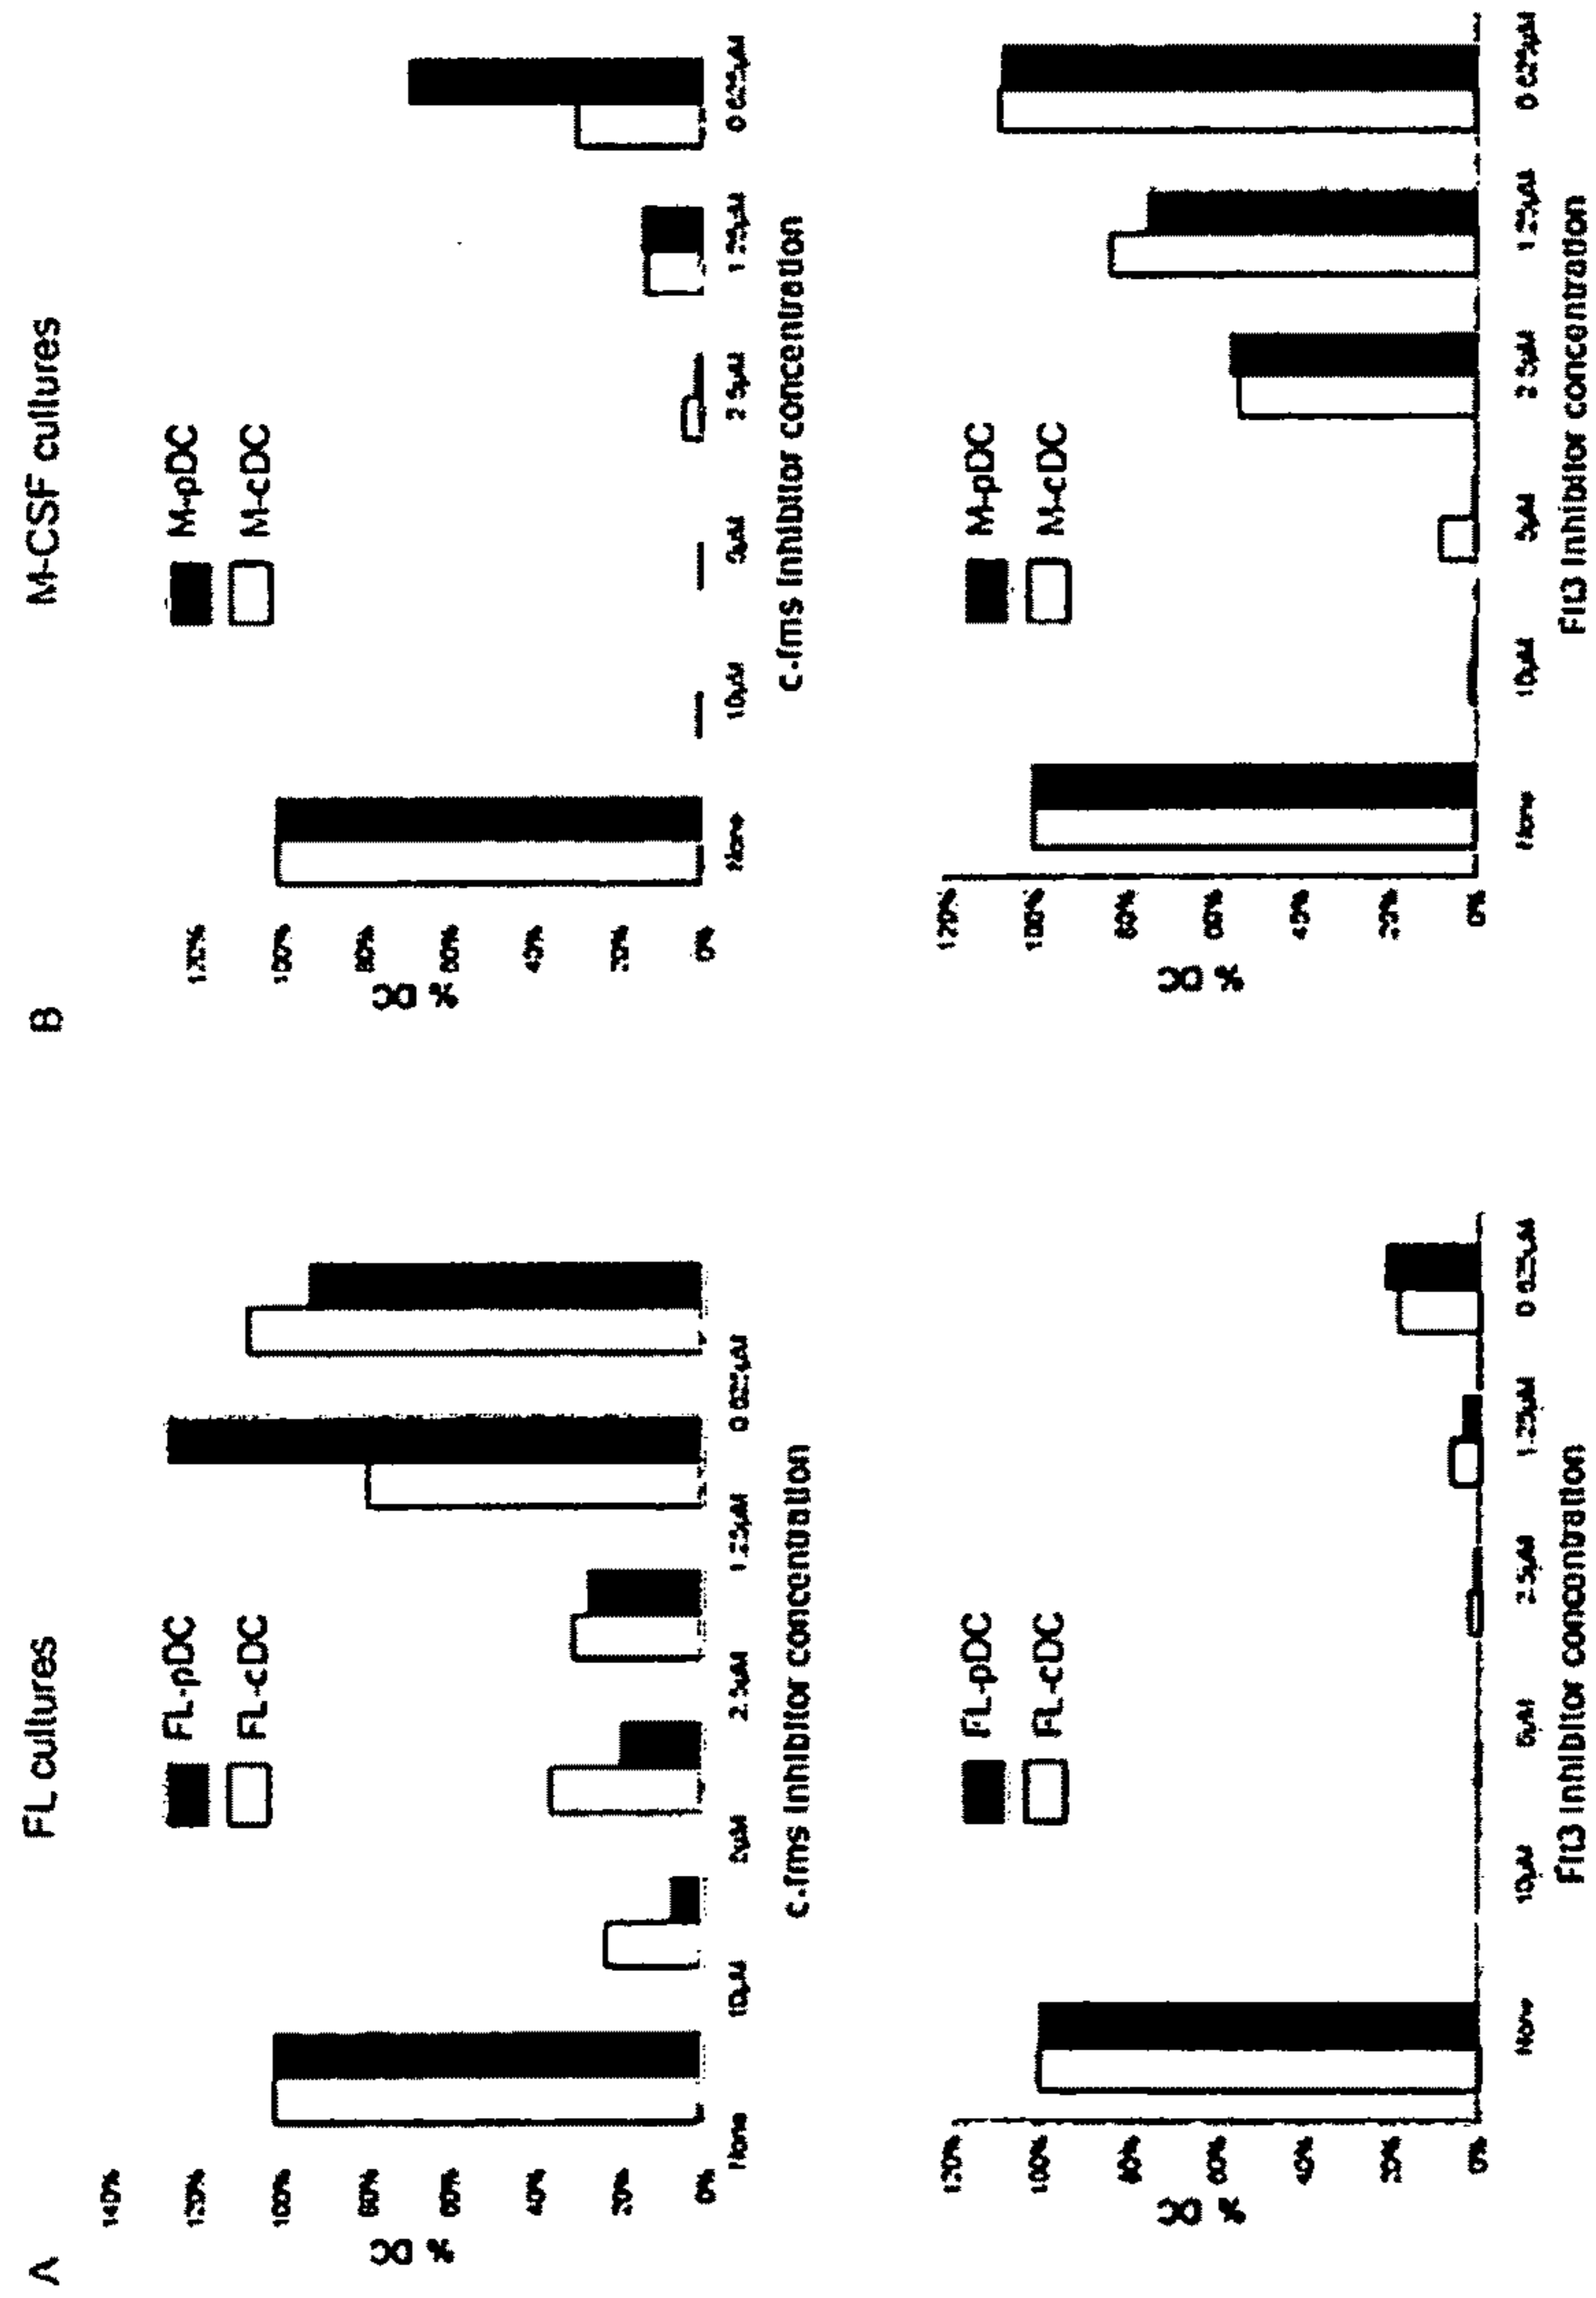 A
FL cultures
FL-pDC
FL-cDC
% DC
140%
120%
100%
80%
60%
40%
20%
0%
None
10µM
5µM
2.5µM
1.25µM
0.625µM
c-fms inhibitor concentration
FL-pDC
FL-cDC
% DC
120%
100%
80%
60%
40%
20%
0%
None
10µM
5µM
2.5µM
1.25µM
0.625µM
Flt3 inhibitor concentration
B
M-CSF cultures
M-pDC
M-cDC
% DC
120%
100%
80%
60%
40%
20%
0%
None
10µM
5µM
2.5µM
1.25µM
0.625µM
c-fms inhibitor concentration
M-pDC
M-cDC
% DC
120%
100%
80%
60%
40%
20%
0%
None
10µM
5µM
2.5µM
1.25µM
0.625µM
Flt3 inhibitor concentration